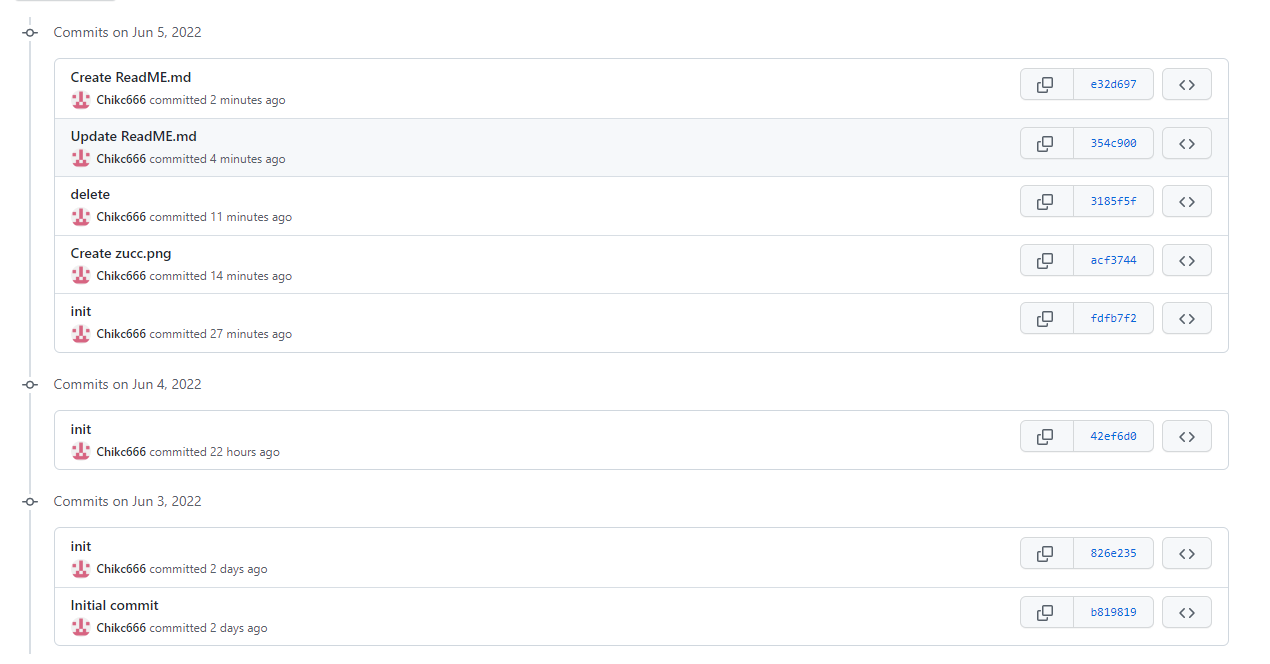 Commits on Jun 5, 2022
Create ReadME.md
e32d697
Chikc666 committed 2 minutes ago
Update ReadME.md
354c900
Chikc666 committed 4 minutes ago
delete
3185f5f
Chikc666 committed 11 minutes ago
Create zucc.png
acf3744
Chikc666 committed 14 minutes ago
init
fdfb7f2
Chikc666 committed 27 minutes ago
Commits on Jun 4, 2022
init
42ef6d0
Chikc666 committed 22 hours ago
Commits on Jun 3, 2022
init
826e235
Chikc666 committed 2 days ago
Initial commit
b819819
Chikc666 committed 2 days ago